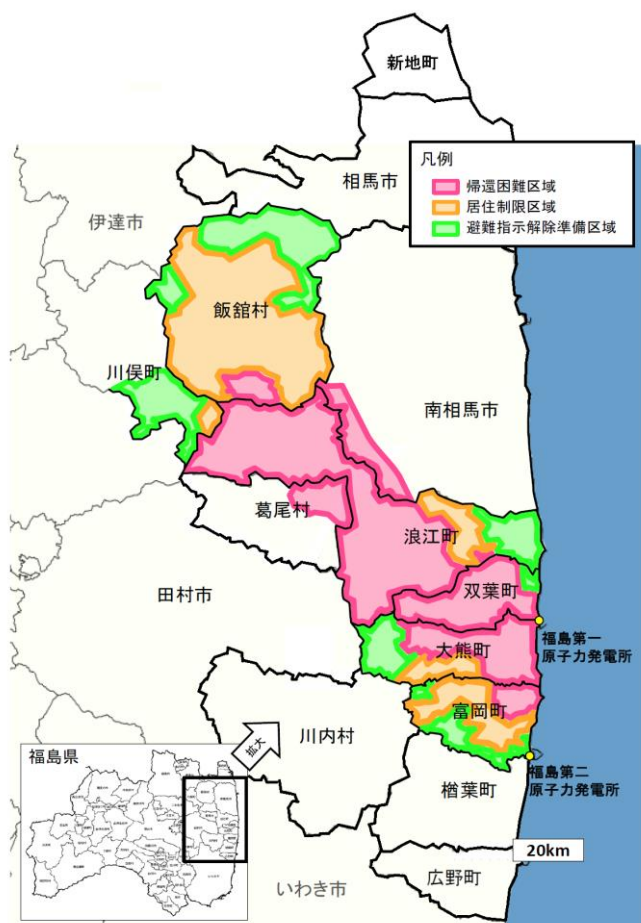 新地町
凡例
帰還困難区域
居住制限区域
避難指示解除準備区域
相馬市
伊達市
飯舘村
川俣町
南相馬市
葛尾村
浪江町
双葉町
田村市
大熊町
福島第一
原子力発電所
富岡町
川内村
拡大
福島県
福島第二
原子力発電所
楢葉町
20km
広野町
いわき市